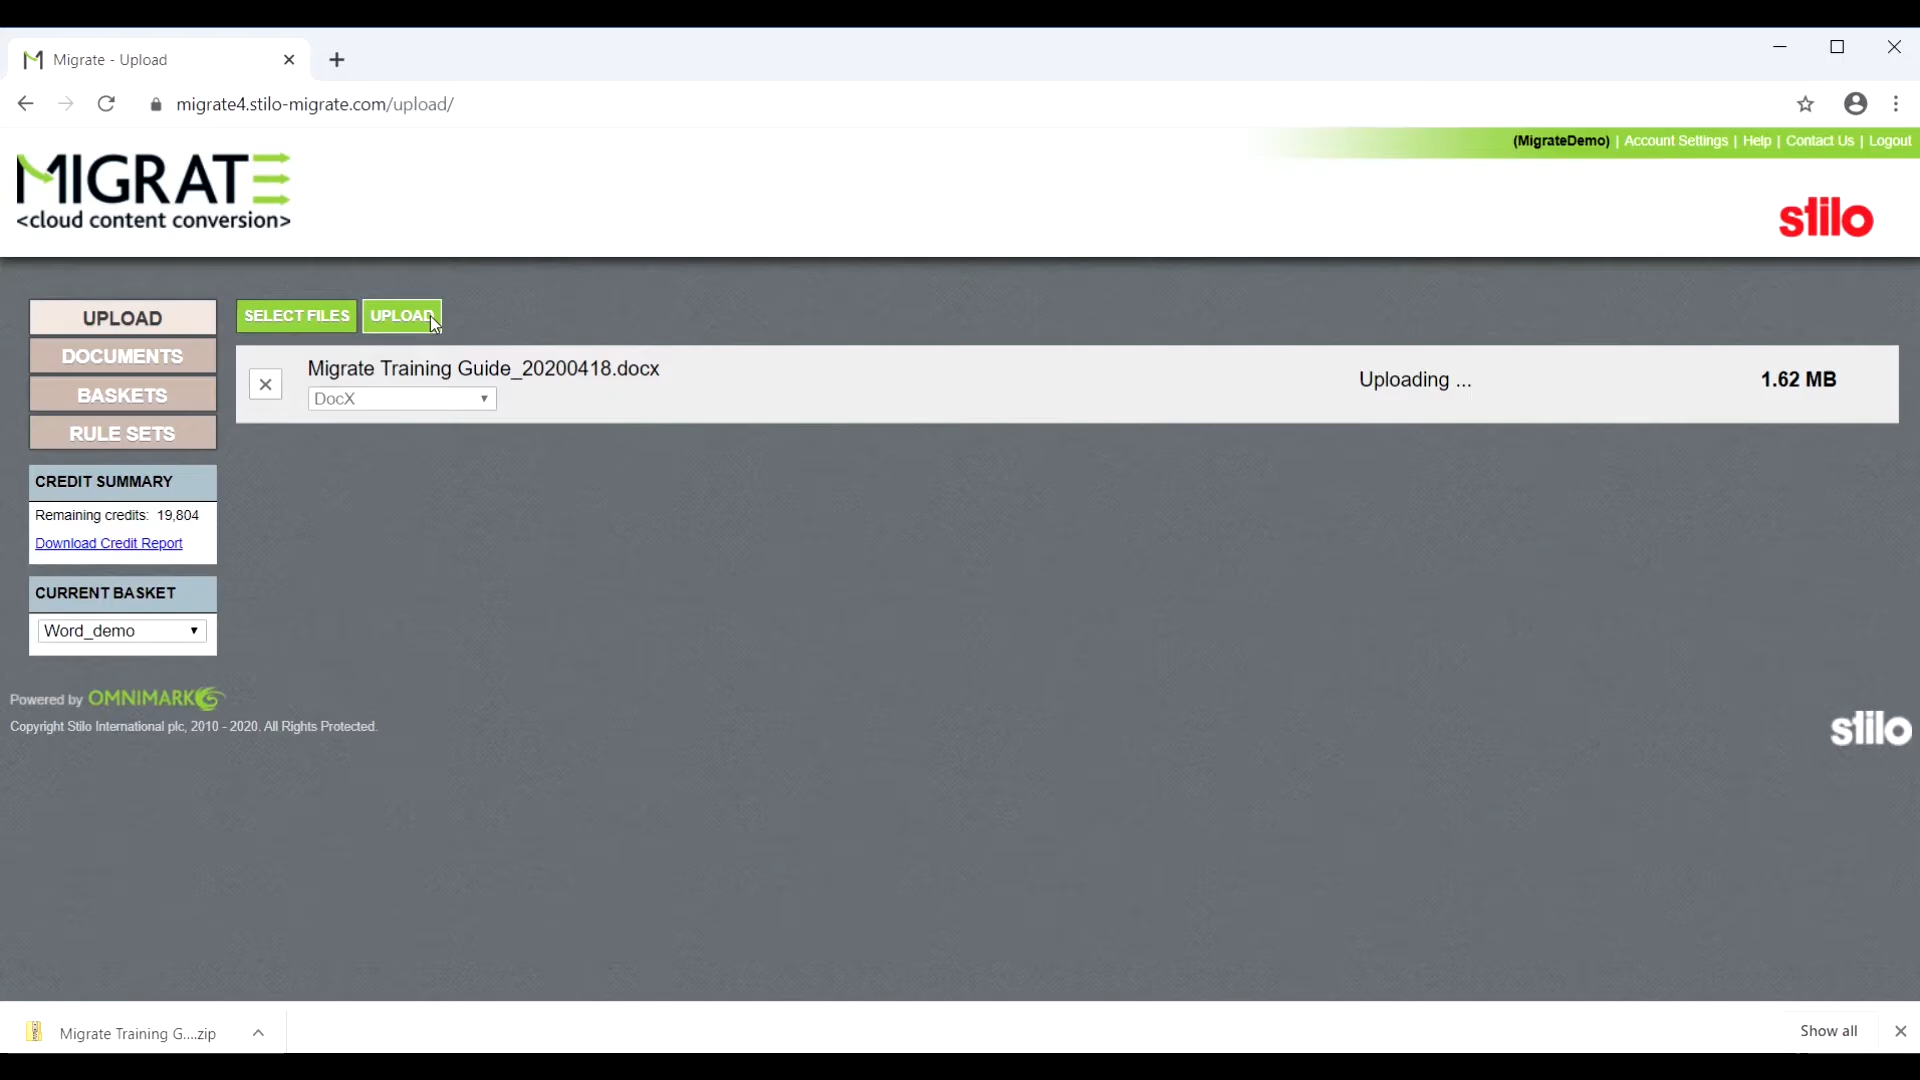 Migrate - Upload
migrate4.stilo-migrate.com/upload/
(MigrateDemo) | Account Settings | Help | Contact Us | Logout
MIGRATE
<cloud content conversion>
stilo
UPLOAD
DOCUMENTS
BASKETS
RULE SETS
SELECT FILES
UPLOAD
Migrate Training Guide_20200418.docx
DocX
Uploading ...
1.62 MB
CREDIT SUMMARY
Remaining credits: 19,804
Download Credit Report
CURRENT BASKET
Word_demo
Powered by OMNIMARK
Copyright Stilo International plc, 2010 - 2020. All Rights Protected.
stilo
Migrate Training G....zip
Show all